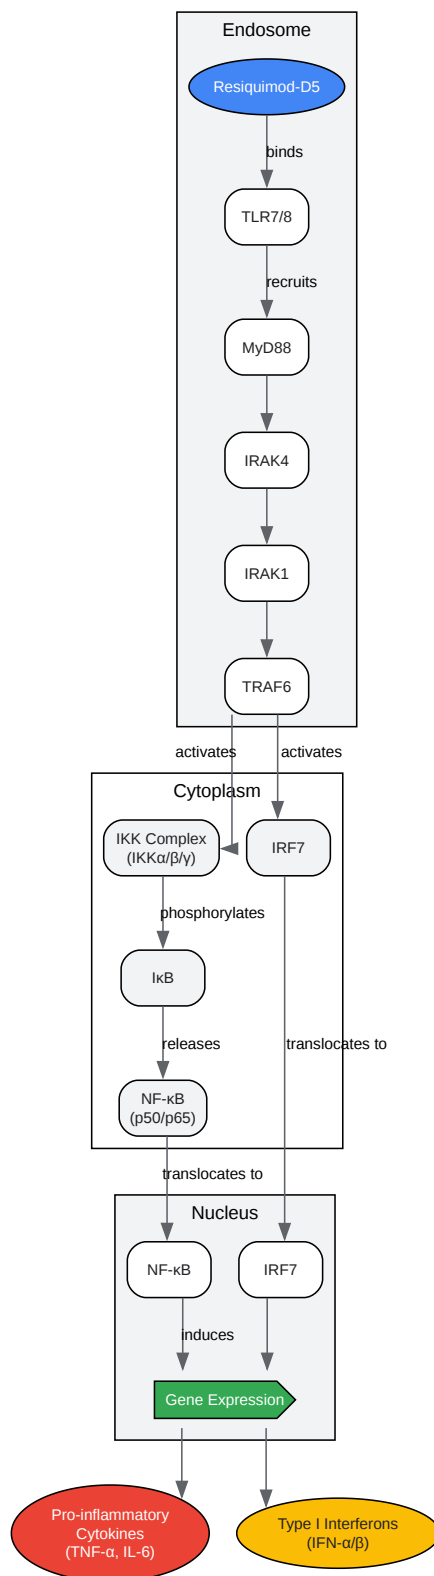 Endosome
Resiquimod-D5
binds
TLR7/8
recruits
MyD88
IRAK4
IRAK1
TRAF6
activates
activates
Cytoplasm
IKK Complex
(IKKα/β/γ)
IRF7
phosphorylates
IκB
releases
translocates to
NF-κB
(p50/p65)
translocates to
Nucleus
NF-κB
IRF7
induces
Gene Expression
Pro-inflammatory
Cytokines
(TNF-α, IL-6)
Type I Interferons
(IFN-α/β)